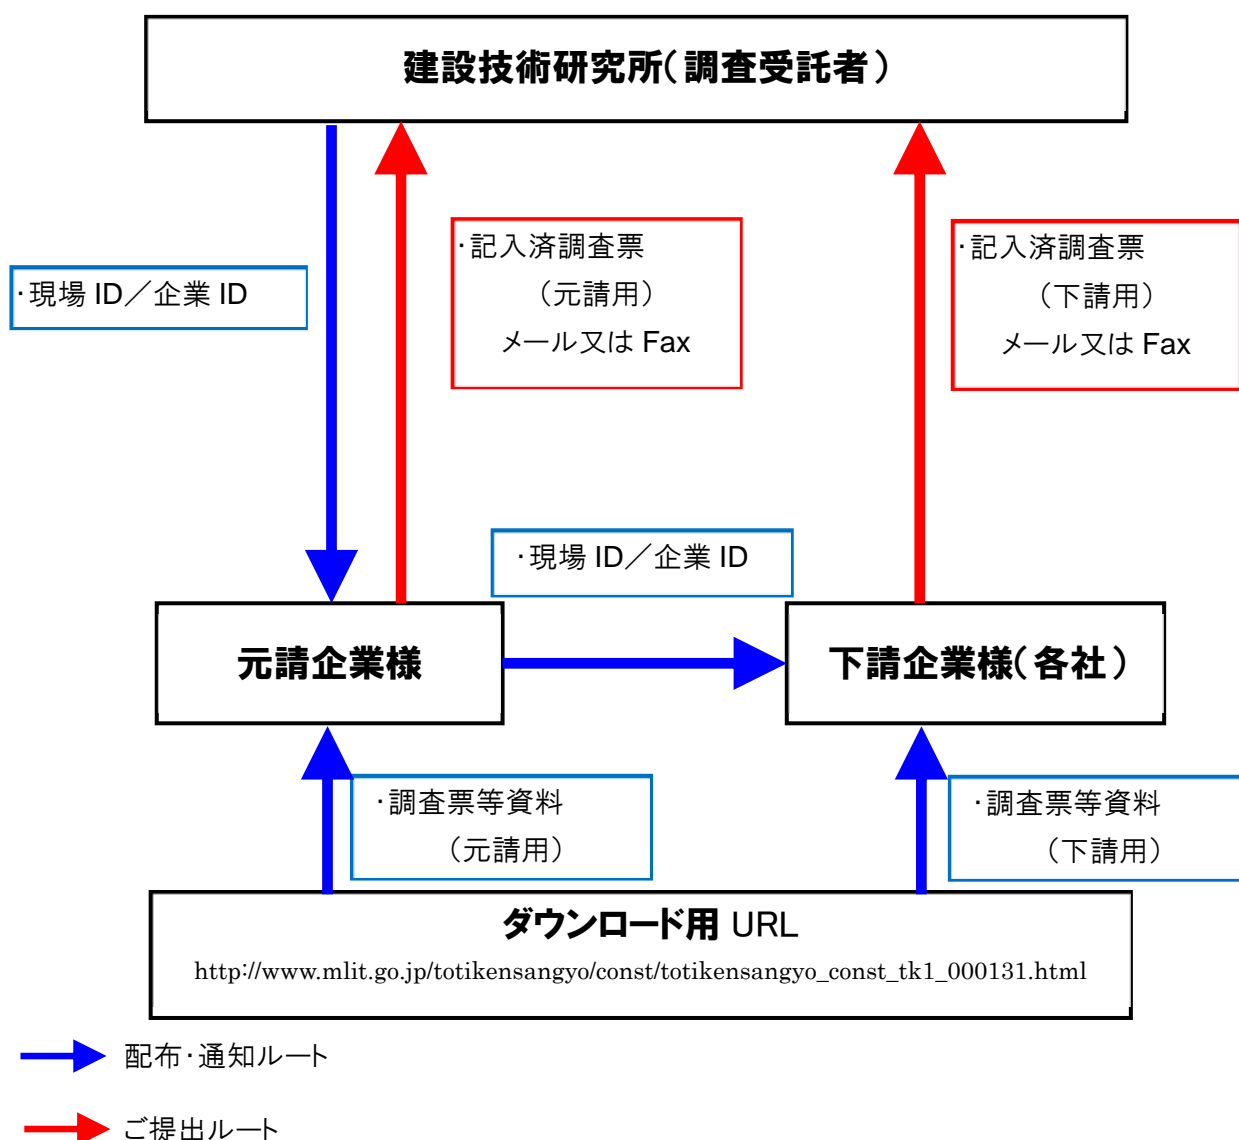 建設技術研究所(調査受託者)
・現場 ID／企業 ID
・記入済調査票
（元請用）
メール又は Fax
・記入済調査票
（下請用）
メール又は Fax
・現場 ID／企業 ID
元請企業様
下請企業様(各社)
・調査票等資料
（元請用）
・調査票等資料
（下請用）
ダウンロード用 URL
http://www.mlit.go.jp/totikensangyo/const/totikensangyo_const_tk1_000131.html
配布・通知ルート
ご提出ルート